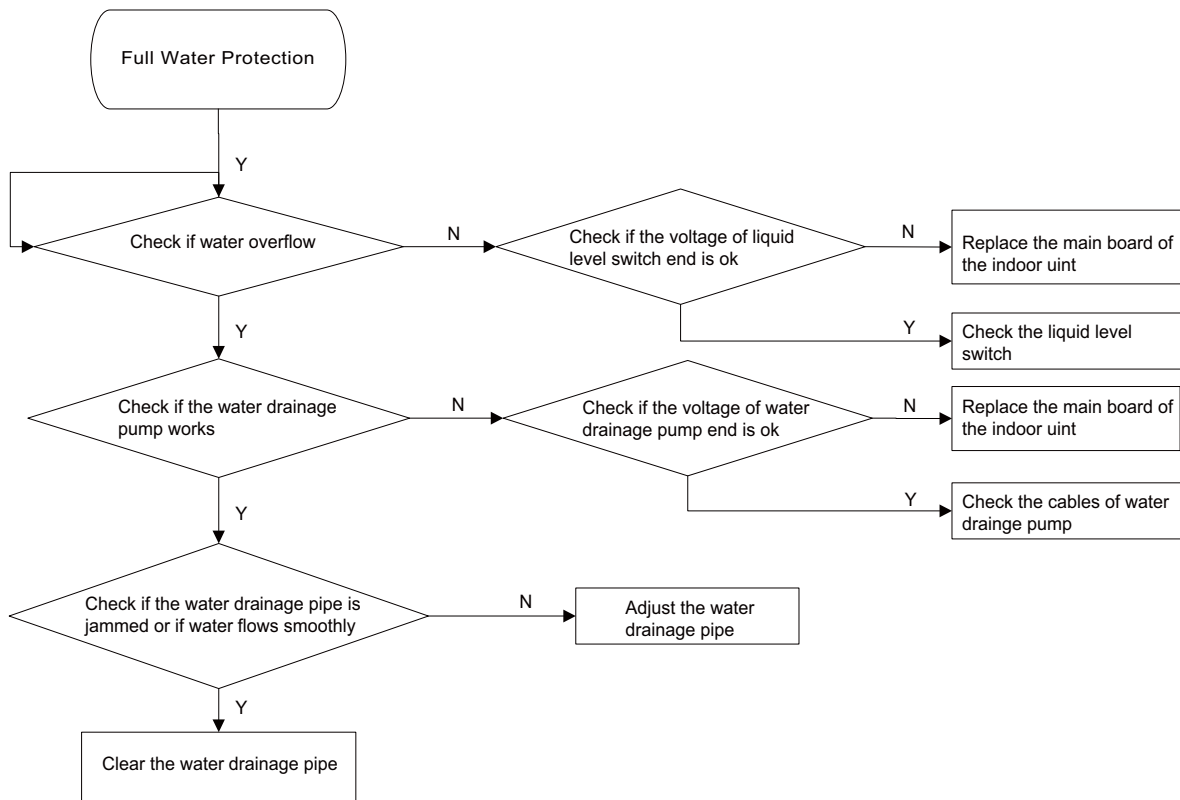 Full Water Protection
Y
Check if water overflow
N
Check if the voltage of liquid
level switch end is ok
N
Replace the main board of
the indoor uint
Y
Check the liquid level
switch
Y
Check if the water drainage
pump works
N
Check if the voltage of water
drainage pump end is ok
N
Replace the main board of
the indoor uint
Y
Check the cables of water
drainge pump
Y
Check if the water drainage pipe is
jammed or if water flows smoothly
N
Adjust the water
drainage pipe
Y
Clear the water drainage pipe